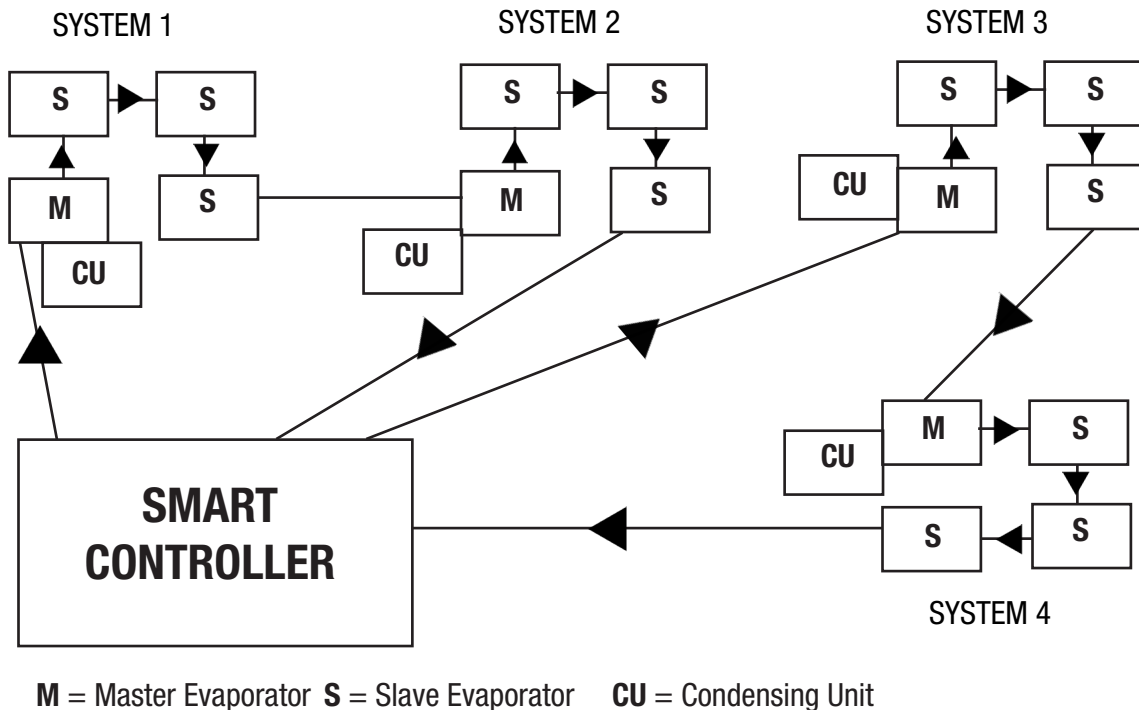 SYSTEM 1
SYSTEM 2
SYSTEM 3
S
S
S
S
S
S
M
S
M
S
CU
M
S
CU
CU
M
S
CU
S
S
SMART
CONTROLLER
SYSTEM 4
M = Master Evaporator S = Slave Evaporator CU = Condensing Unit